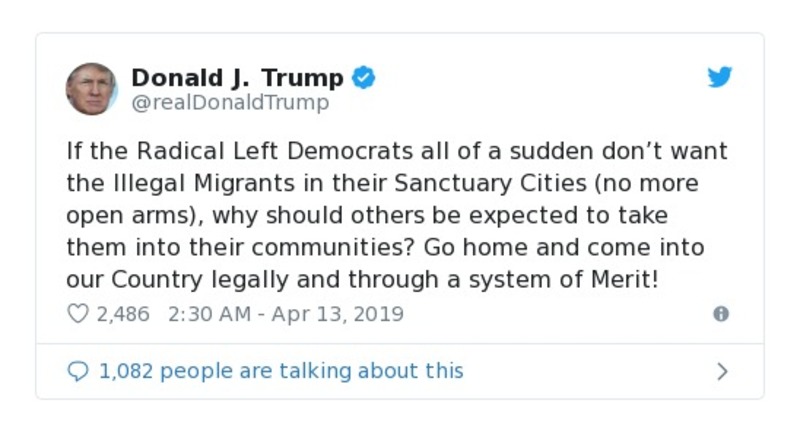 Donald J. Trump
@realDonaldTrump
If the Radical Left Democrats all of a sudden don’t want
the Illegal Migrants in their Sanctuary Cities (no more
open arms), why should others be expected to take
them into their communities? Go home and come into
our Country legally and through a system of Merit!
2,486 2:30 AM - Apr 13, 2019
1,082 people are talking about this